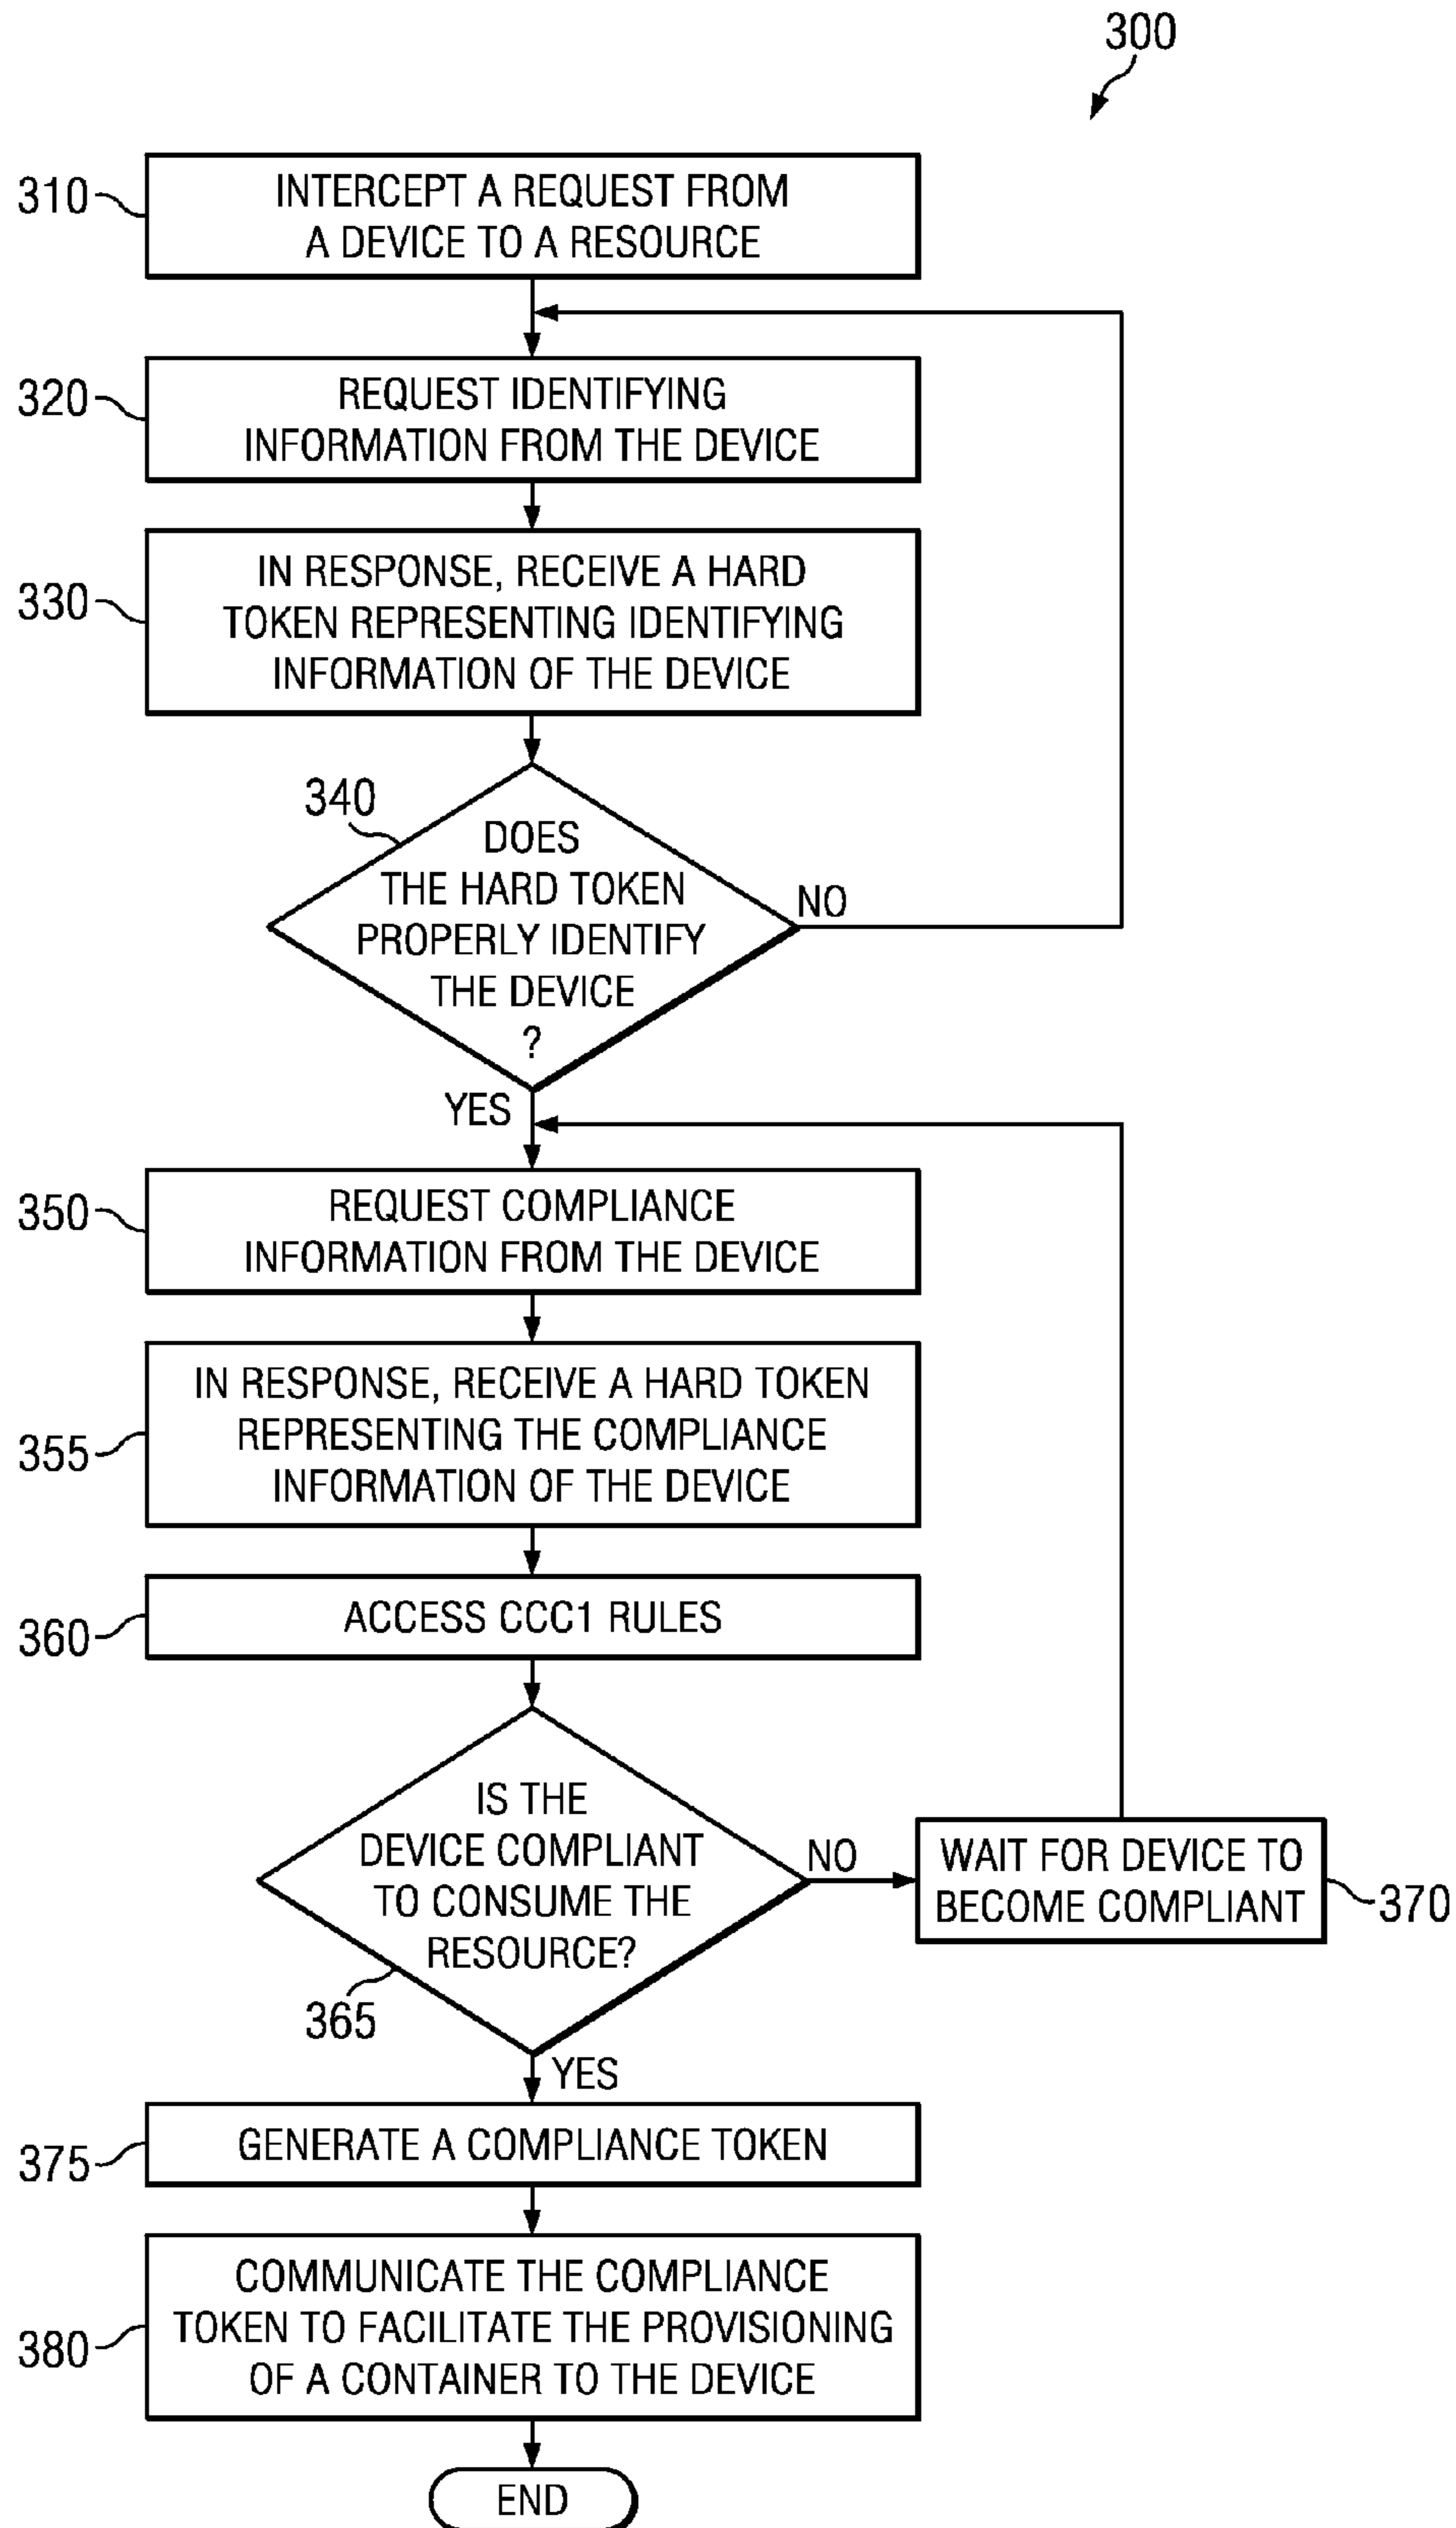 300
310
INTERCEPT A REQUEST FROM
A DEVICE TO A RESOURCE
320
REQUEST IDENTIFYING
INFORMATION FROM THE DEVICE
330
IN RESPONSE, RECEIVE A HARD
TOKEN REPRESENTING IDENTIFYING
INFORMATION OF THE DEVICE
340
DOES
THE HARD TOKEN
PROPERLY IDENTIFY
THE DEVICE
?
NO
YES
350
REQUEST COMPLIANCE
INFORMATION FROM THE DEVICE
355
IN RESPONSE, RECEIVE A HARD TOKEN
REPRESENTING THE COMPLIANCE
INFORMATION OF THE DEVICE
360
ACCESS CCC1 RULES
IS THE
DEVICE COMPLIANT
TO CONSUME THE
RESOURCE?
365
NO
WAIT FOR DEVICE TO
BECOME COMPLIANT
370
YES
375
GENERATE A COMPLIANCE TOKEN
380
COMMUNICATE THE COMPLIANCE
TOKEN TO FACILITATE THE PROVISIONING
OF A CONTAINER TO THE DEVICE
END